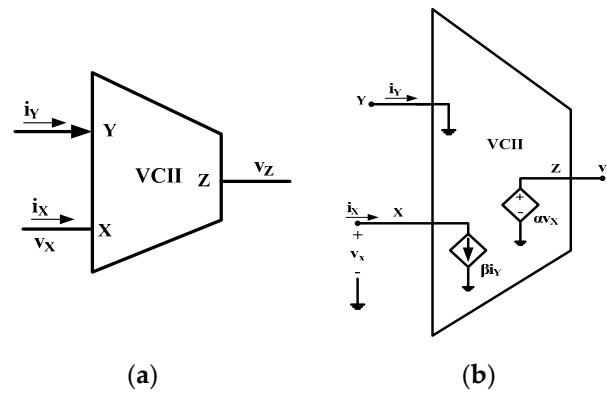 i_Y
Y
VCII
Z
v_Z
i_X
X
v_X
(a)
Y
i_Y
VCII
Z
v
+
-
αv_X
i_X
X
+
v_x
-
βi_Y
(b)